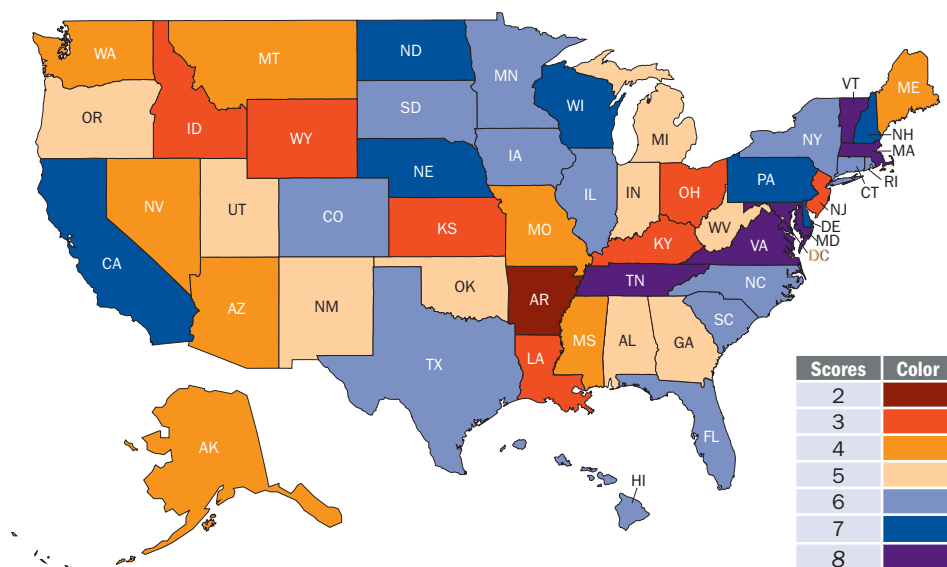 WA
MT
ND
MN
VT
ME
OR
ID
SD
WI
NY
NH
MA
WY
MI
IA
PA
CT
RI
NE
NV
UT
CO
IL
IN
OH
NJ
DE
MD
DC
WV
VA
KS
MO
KY
CA
AZ
NM
OK
AR
TN
NC
SC
TX
LA
MS
AL
GA
FL
AK
HI
Scores Color
2
3
4
5
6
7
8